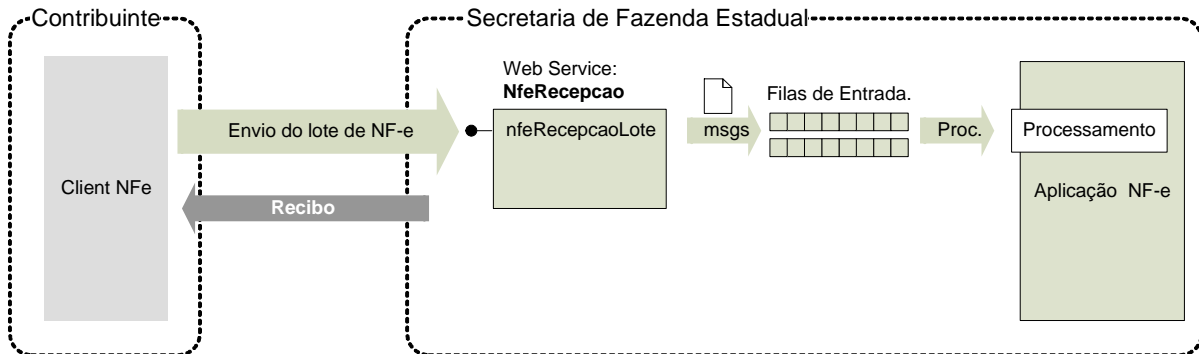 Contribuinte
Secretaria de Fazenda Estadual
Client NFe
Envio do lote de NF-e
Recibo
Web Service:
NfeRecepcao
nfeRecepcaoLote
msgs
Filas de Entrada.
Proc.
Processamento
Aplicação NF-e